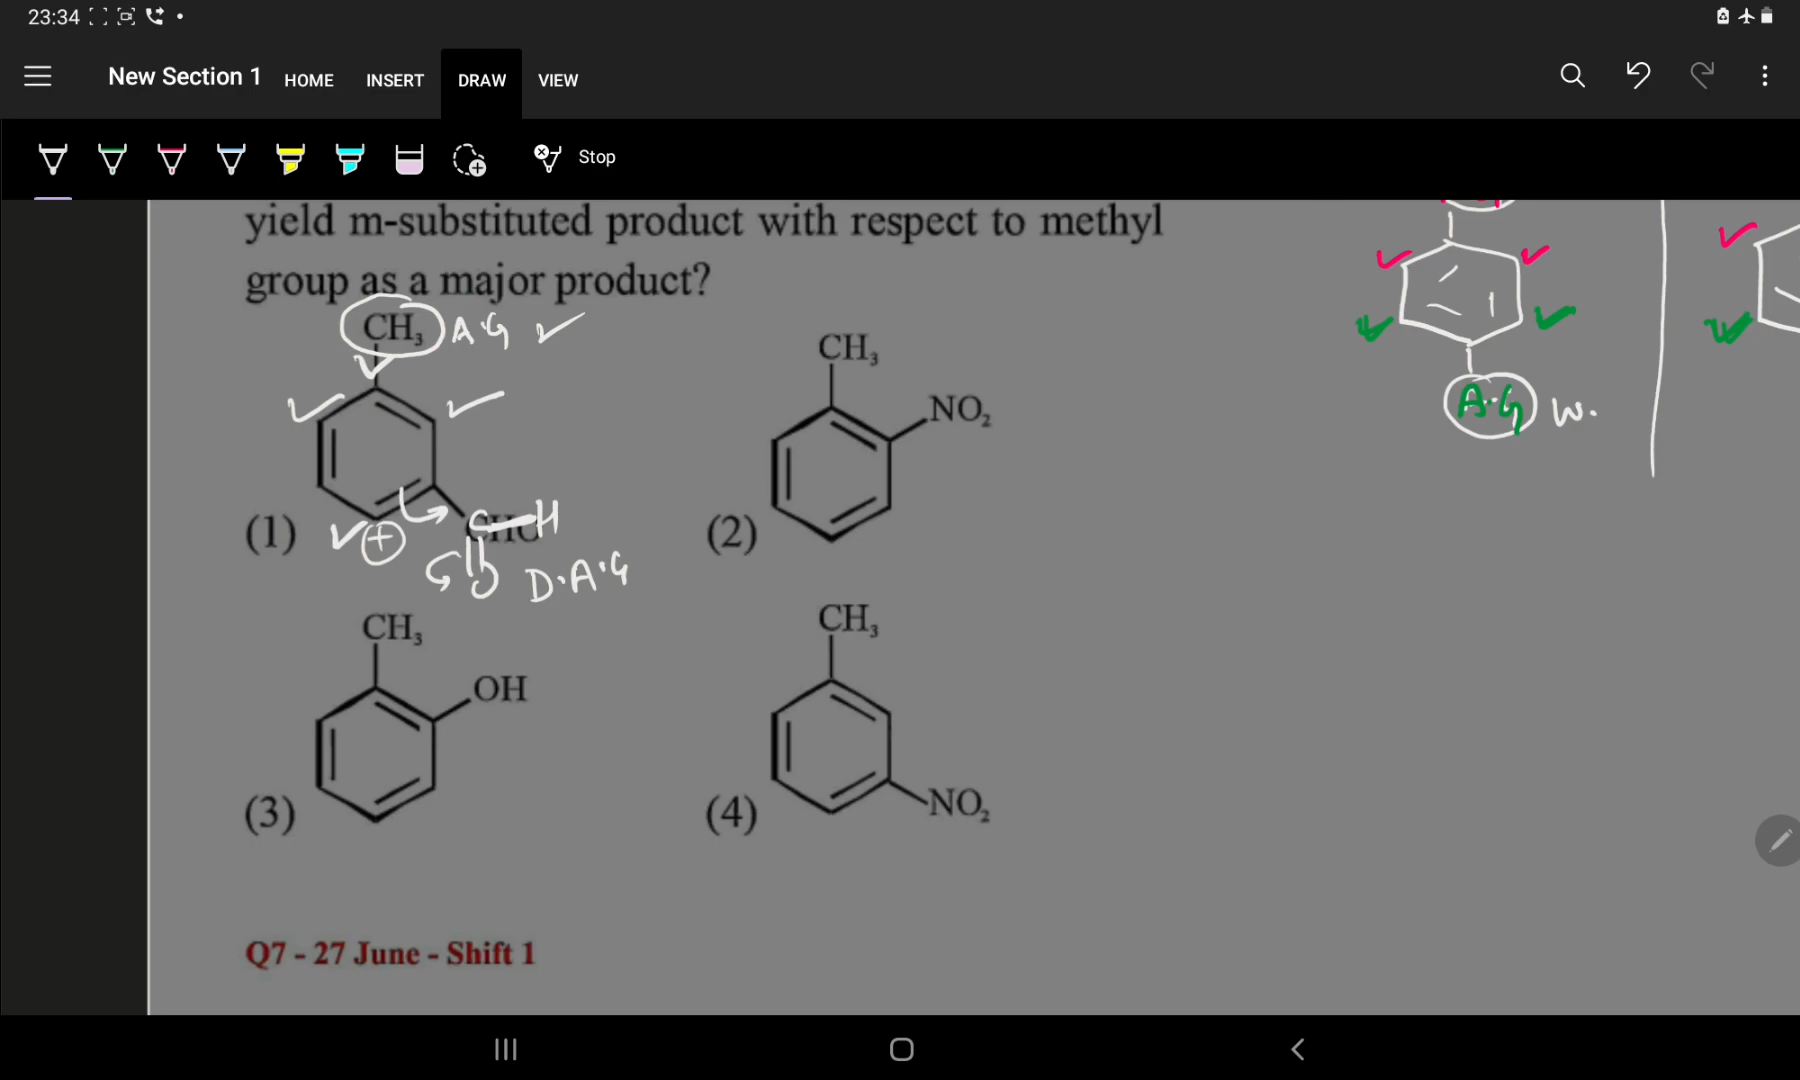 23:34
New Section 1 HOME INSERT DRAW VIEW
Stop
yield m-substituted product with respect to methyl
group as a major product?
CH₃ A.G
(1)
CHO
C-H
O
D.A.G
CH₃
NO₂
(2)
CH₃
OH
(3)
CH₃
NO₂
(4)
A.G W.
Q7 - 27 June - Shift 1